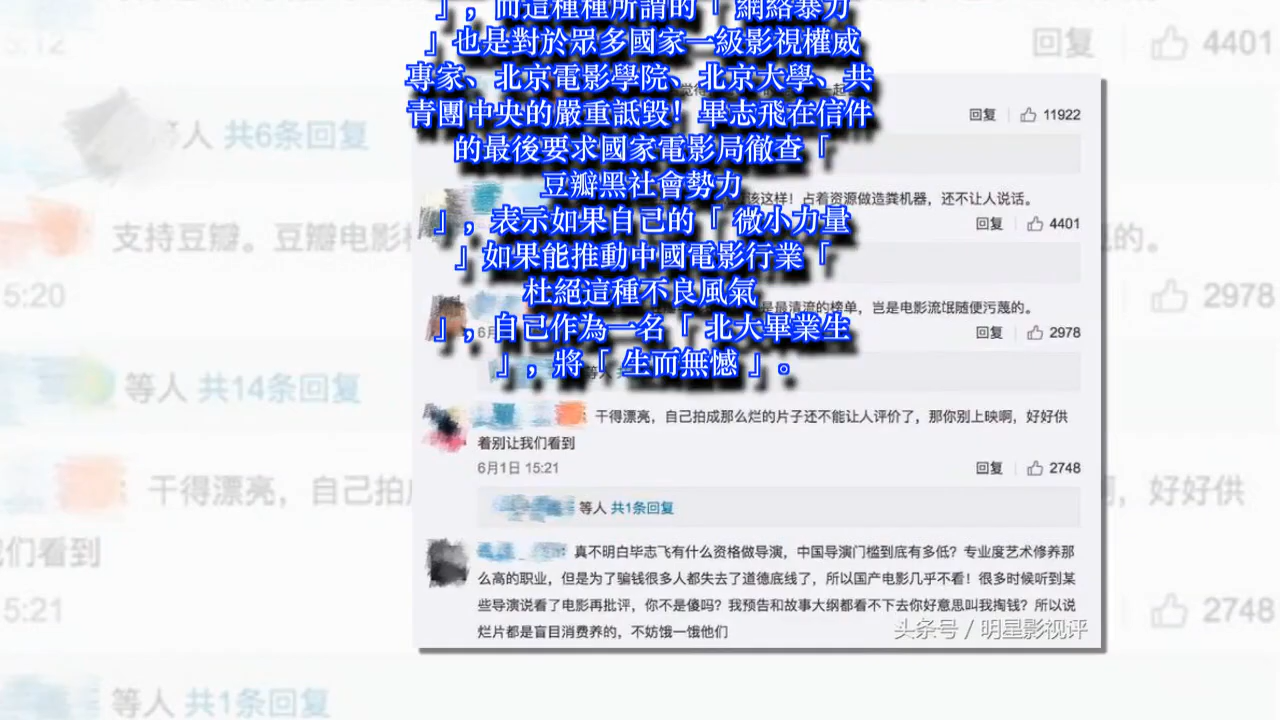 」，而這種種所謂的「 網絡暴力
」也是對於眾多國家一級影視權威
專家、北京電影學院、北京大學、共
青團中央的嚴重詆毀！畢志飛在信件
的最後要求國家電影局徹查「
豆瓣黑社會勢力
」，表示如果自己的「 微小力量
」如果能推動中國電影行業「
杜絕這種不良風氣
」，自己作為一名「 北大畢業生
」，將「 生而無憾 」。
回复 11922
这样！占着资源做造粪机器，还不让人说话。
回复 4401
是最清流的榜单，岂是电影流氓随便污蔑的。
回复 2978
干得漂亮，自己拍成那么烂的片子还不能让人评价了，那你别上映啊，好好供
着别让我们看到
6月1日 15:21 回复 2748
等人 共1条回复
真不明白毕志飞有什么资格做导演，中国导演门槛到底有多低？专业度艺术修养那
么高的职业，但是为了骗钱很多人都失去了道德底线了，所以国产电影几乎不看！很多时候听到某
些导演说看了电影再批评，你不是傻吗？我预告和故事大纲都看不下去你好意思叫我掏钱？所以说
烂片都是盲目消费养的，不妨饿一饿他们
头条号 / 明星影视评
5:12
回复 4401
等人 共6条回复
支持豆瓣。豆瓣电影
的。
5:20
2978
等人 共14条回复
干得漂亮，自己拍
，好好供
们看到
5:21
2748
等人 共1条回复